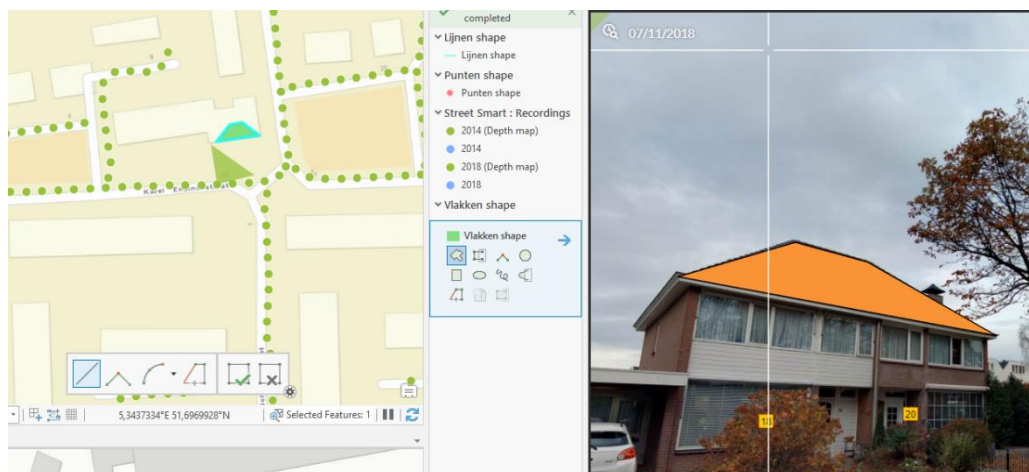 completed
Lijnen shape
Lijnen shape
Punten shape
Punten shape
Street Smart : Recordings
2014 (Depth map)
2014
2018 (Depth map)
2018
Vlakken shape
Vlakken shape
5,3437334°E 51,6969928°N
Selected Features: 1
07/11/2018
18
20